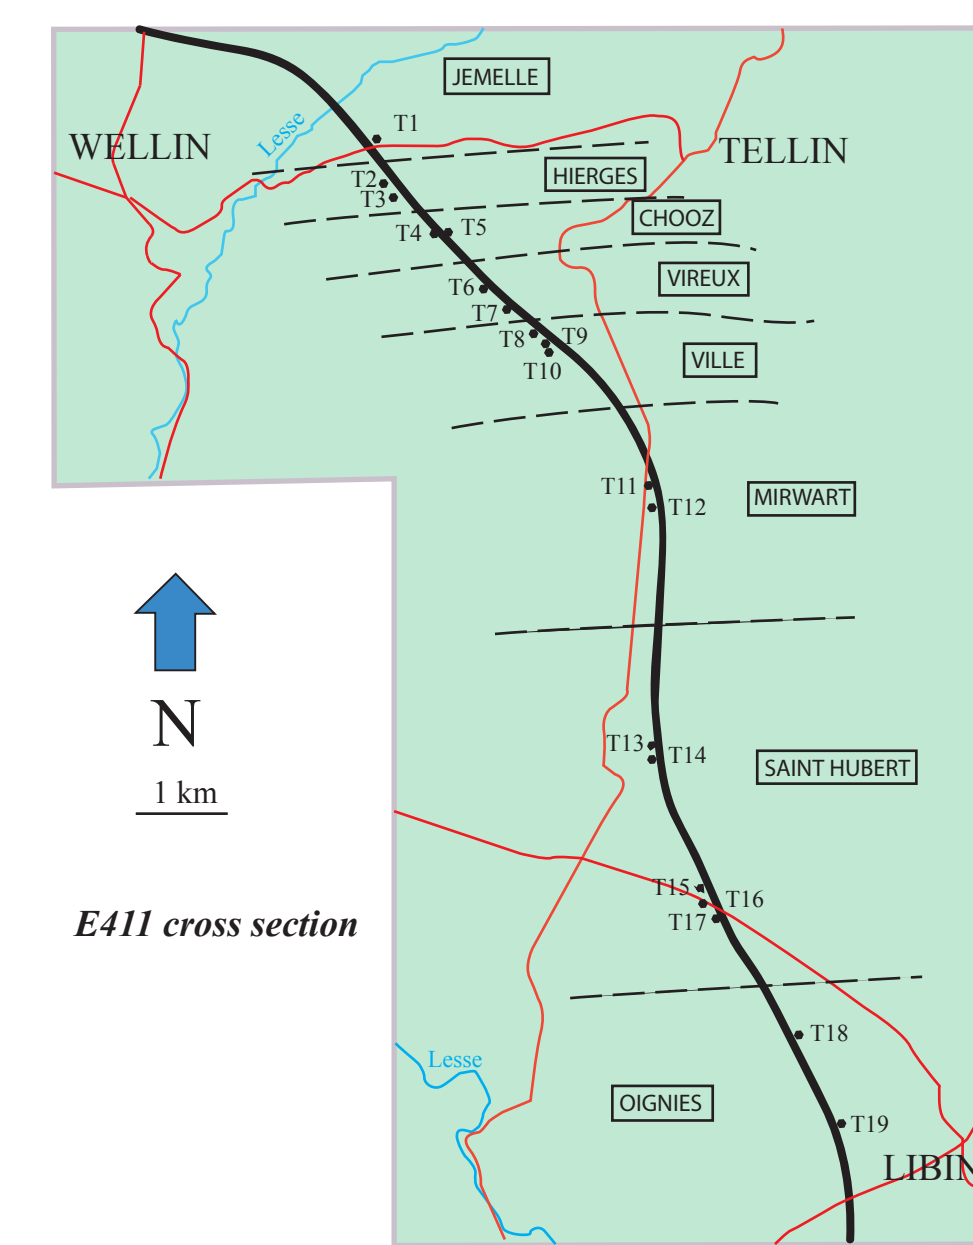 JEMELLE
T1
Lesse
WELLIN
TELLIN
HIERGES
T2
T3
CHOOZ
T4
T5
VIREUX
T6
T7
T8
T9
VILLE
T10
T11
MIRWART
T12
N
T13
T14
SAINT HUBERT
1 km
T15
T16
E411 cross section
T17
T18
Lesse
OIGNIES
T19
LIBIN